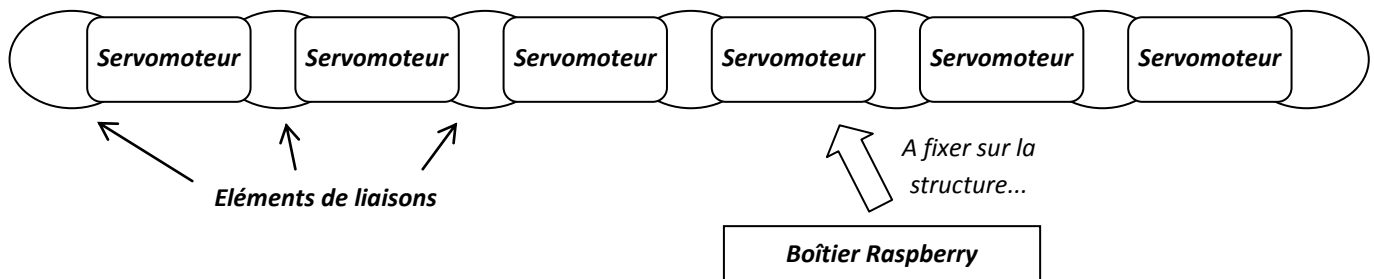 Servomoteur Servomoteur Servomoteur Servomoteur Servomoteur Servomoteur
A fixer sur la
structure...
Eléments de liaisons
Boîtier Raspberry